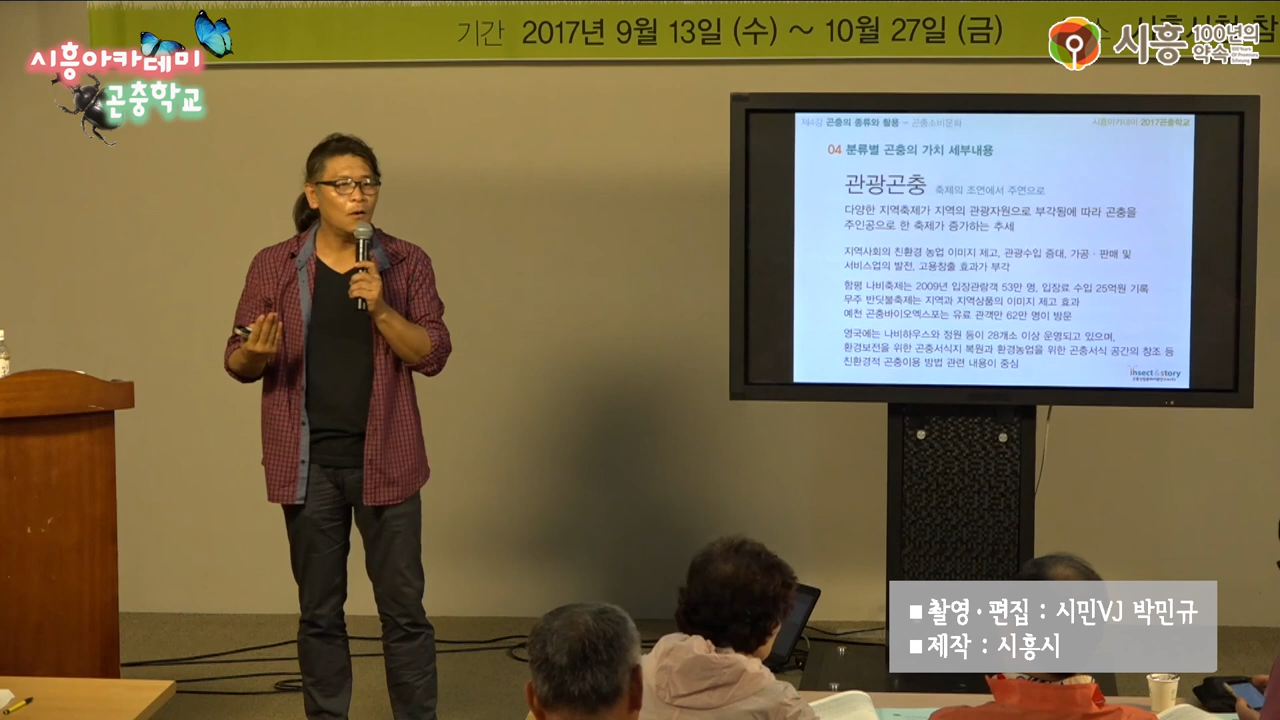 기간 2017년 9월 13일 (수) ~ 10월 27일 (금)
시흥아카데미
곤충학교
시흥 100년의
약속
제4강 곤충의 종류와 활용 - 곤충소비문화
시흥아카데미 2017곤충학교
04 분류별 곤충의 가치 세부내용
관광곤충 축제의 조연에서 주연으로
다양한 지역축제가 지역의 관광자원으로 부각됨에 따라 곤충을
주인공으로 한 축제가 증가하는 추세
지역사회의 친환경 농업 이미지 제고, 관광수입 증대, 가공 · 판매 및
서비스업의 발전, 고용창출 효과가 부각
함평 나비축제는 2009년 입장관람객 53만 명, 입장료 수입 25억원 기록
무주 반딧불축제는 지역과 지역상품의 이미지 제고 효과
예천 곤충바이오엑스포는 유료 관객만 62만 명이 방문
영국에는 나비하우스와 정원 등이 28개소 이상 운영되고 있으며,
환경보전을 위한 곤충서식지 복원과 환경농업을 위한 곤충서식 공간의 창조 등
친환경적 곤충이용 방법 관련 내용이 중심
insect&story
■ 촬영 · 편집 : 시민VJ 박민규
■ 제작 : 시흥시